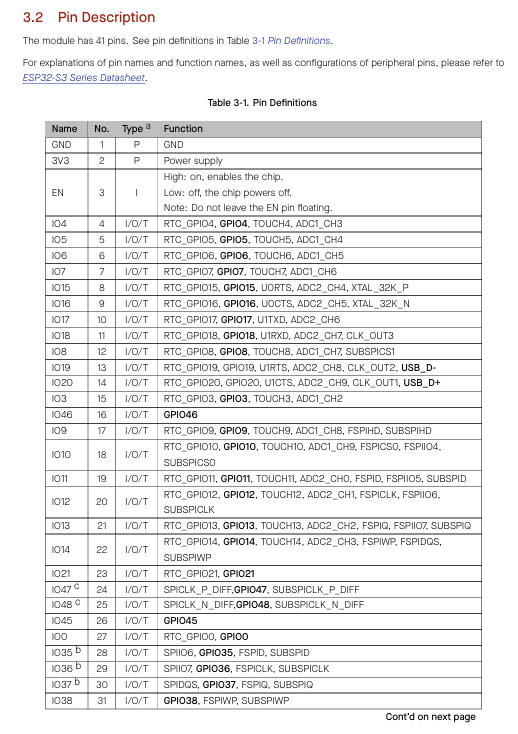 3.2 Pin Description
The module has 41 pins. See pin definitions in Table 3-1 Pin Definitions.
For explanations of pin names and function names, as well as configurations of peripheral pins, please refer to
ESP32-S3 Series Datasheet.
Table 3-1. Pin Definitions
Name No. Type a Function
GND 1 P GND
3V3 2 P Power supply
High: on, enables the chip.
EN 3 I Low: off, the chip powers off.
Note: Do not leave the EN pin floating.
IO4 4 I/O/T RTC_GPIO4, GPIO4, TOUCH4, ADC1_CH3
IO5 5 I/O/T RTC_GPIO5, GPIO5, TOUCH5, ADC1_CH4
IO6 6 I/O/T RTC_GPIO6, GPIO6, TOUCH6, ADC1_CH5
IO7 7 I/O/T RTC_GPIO7, GPIO7, TOUCH7, ADC1_CH6
IO15 8 I/O/T RTC_GPIO15, GPIO15, U0RTS, ADC2_CH4, XTAL_32K_P
IO16 9 I/O/T RTC_GPIO16, GPIO16, U0CTS, ADC2_CH5, XTAL_32K_N
IO17 10 I/O/T RTC_GPIO17, GPIO17, U1TXD, ADC2_CH6
IO18 11 I/O/T RTC_GPIO18, GPIO18, U1RXD, ADC2_CH7, CLK_OUT3
IO8 12 I/O/T RTC_GPIO8, GPIO8, TOUCH8, ADC1_CH7, SUBSPICS1
IO19 13 I/O/T RTC_GPIO19, GPIO19, U1RTS, ADC2_CH8, CLK_OUT2, USB_D-
IO20 14 I/O/T RTC_GPIO20, GPIO20, U1CTS, ADC2_CH9, CLK_OUT1, USB_D+
IO3 15 I/O/T RTC_GPIO3, GPIO3, TOUCH3, ADC1_CH2
IO46 16 I/O/T GPIO46
IO9 17 I/O/T RTC_GPIO9, GPIO9, TOUCH9, ADC1_CH8, FSPIHD, SUBSPIHD
IO10 18 I/O/T RTC_GPIO10, GPIO10, TOUCH10, ADC1_CH9, FSPICS0, FSPIIO4,
SUBSPICS0
IO11 19 I/O/T RTC_GPIO11, GPIO11, TOUCH11, ADC2_CH0, FSPID, FSPIIO5, SUBSPID
IO12 20 I/O/T RTC_GPIO12, GPIO12, TOUCH12, ADC2_CH1, FSPICLK, FSPIIO6,
SUBSPICLK
IO13 21 I/O/T RTC_GPIO13, GPIO13, TOUCH13, ADC2_CH2, FSPIQ, FSPIIO7, SUBSPIQ
IO14 22 I/O/T RTC_GPIO14, GPIO14, TOUCH14, ADC2_CH3, FSPIWP, FSPIDQS,
SUBSPIWP
IO21 23 I/O/T RTC_GPIO21, GPIO21
IO47 c 24 I/O/T SPICLK_P_DIFF,GPIO47, SUBSPICLK_P_DIFF
IO48 c 25 I/O/T SPICLK_N_DIFF,GPIO48, SUBSPICLK_N_DIFF
IO45 26 I/O/T GPIO45
IO0 27 I/O/T RTC_GPIO0, GPIO0
IO35 b 28 I/O/T SPIIO6, GPIO35, FSPID, SUBSPID
IO36 b 29 I/O/T SPIIO7, GPIO36, FSPICLK, SUBSPICLK
IO37 b 30 I/O/T SPIDQS, GPIO37, FSPIQ, SUBSPIQ
IO38 31 I/O/T GPIO38, FSPIWP, SUBSPIWP
Cont'd on next page